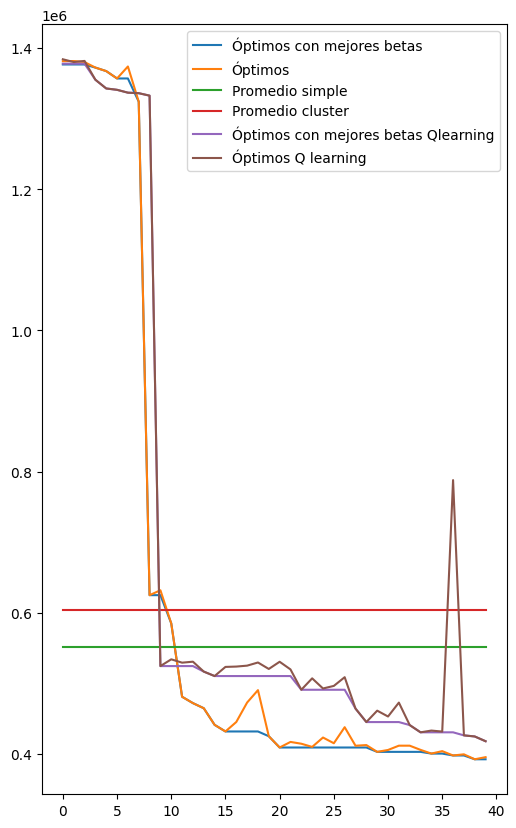 1e6
1.4
1.2
1.0
0.8
0.6
0.4
Óptimos con mejores betas
Óptimos
Promedio simple
Promedio cluster
Óptimos con mejores betas Qlearning
Óptimos Q learning
0 5 10 15 20 25 30 35 40